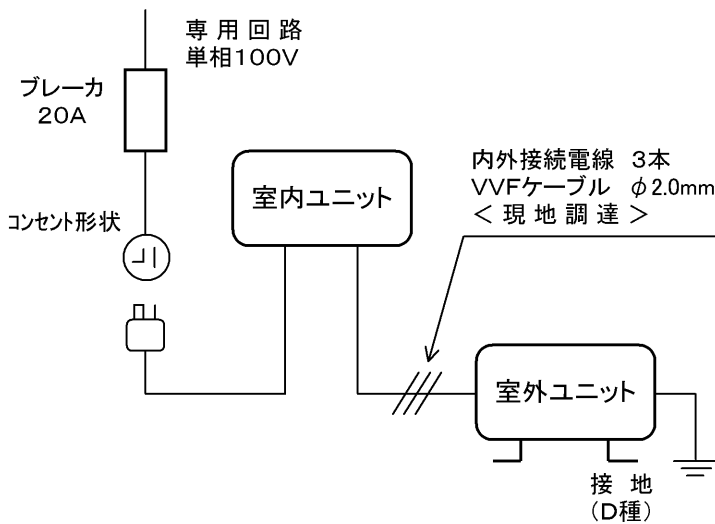 専用回路
単相100V
ブレーカ
20A
コンセント形状
室内ユニット
内外接続電線 3本
VVFケーブル φ2.0mm
＜現地調達＞
室外ユニット
接地
(D種)